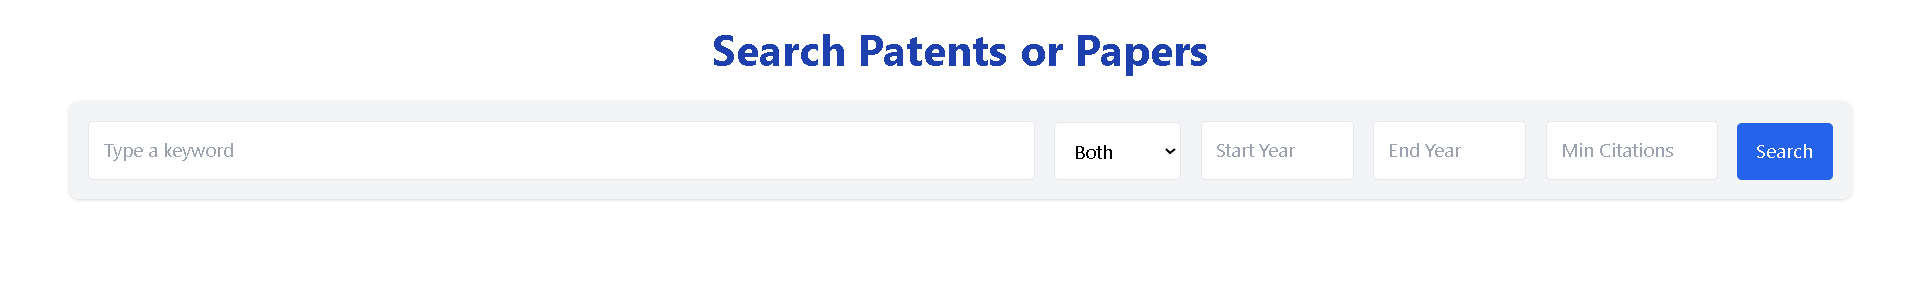 Search Patents or Papers
Type a keyword Both Start Year End Year Min Citations Search